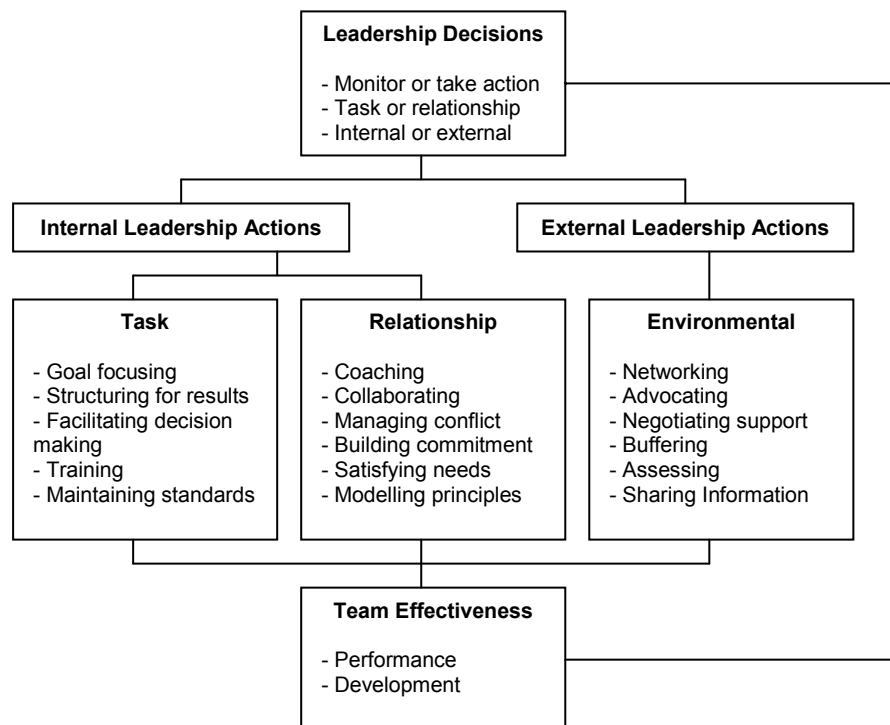 Leadership Decisions
- Monitor or take action
- Task or relationship
- Internal or external
Internal Leadership Actions
External Leadership Actions
Task
- Goal focusing
- Structuring for results
- Facilitating decision
making
- Training
- Maintaining standards
Relationship
- Coaching
- Collaborating
- Managing conflict
- Building commitment
- Satisfying needs
- Modelling principles
Environmental
- Networking
- Advocating
- Negotiating support
- Buffering
- Assessing
- Sharing Information
Team Effectiveness
- Performance
- Development